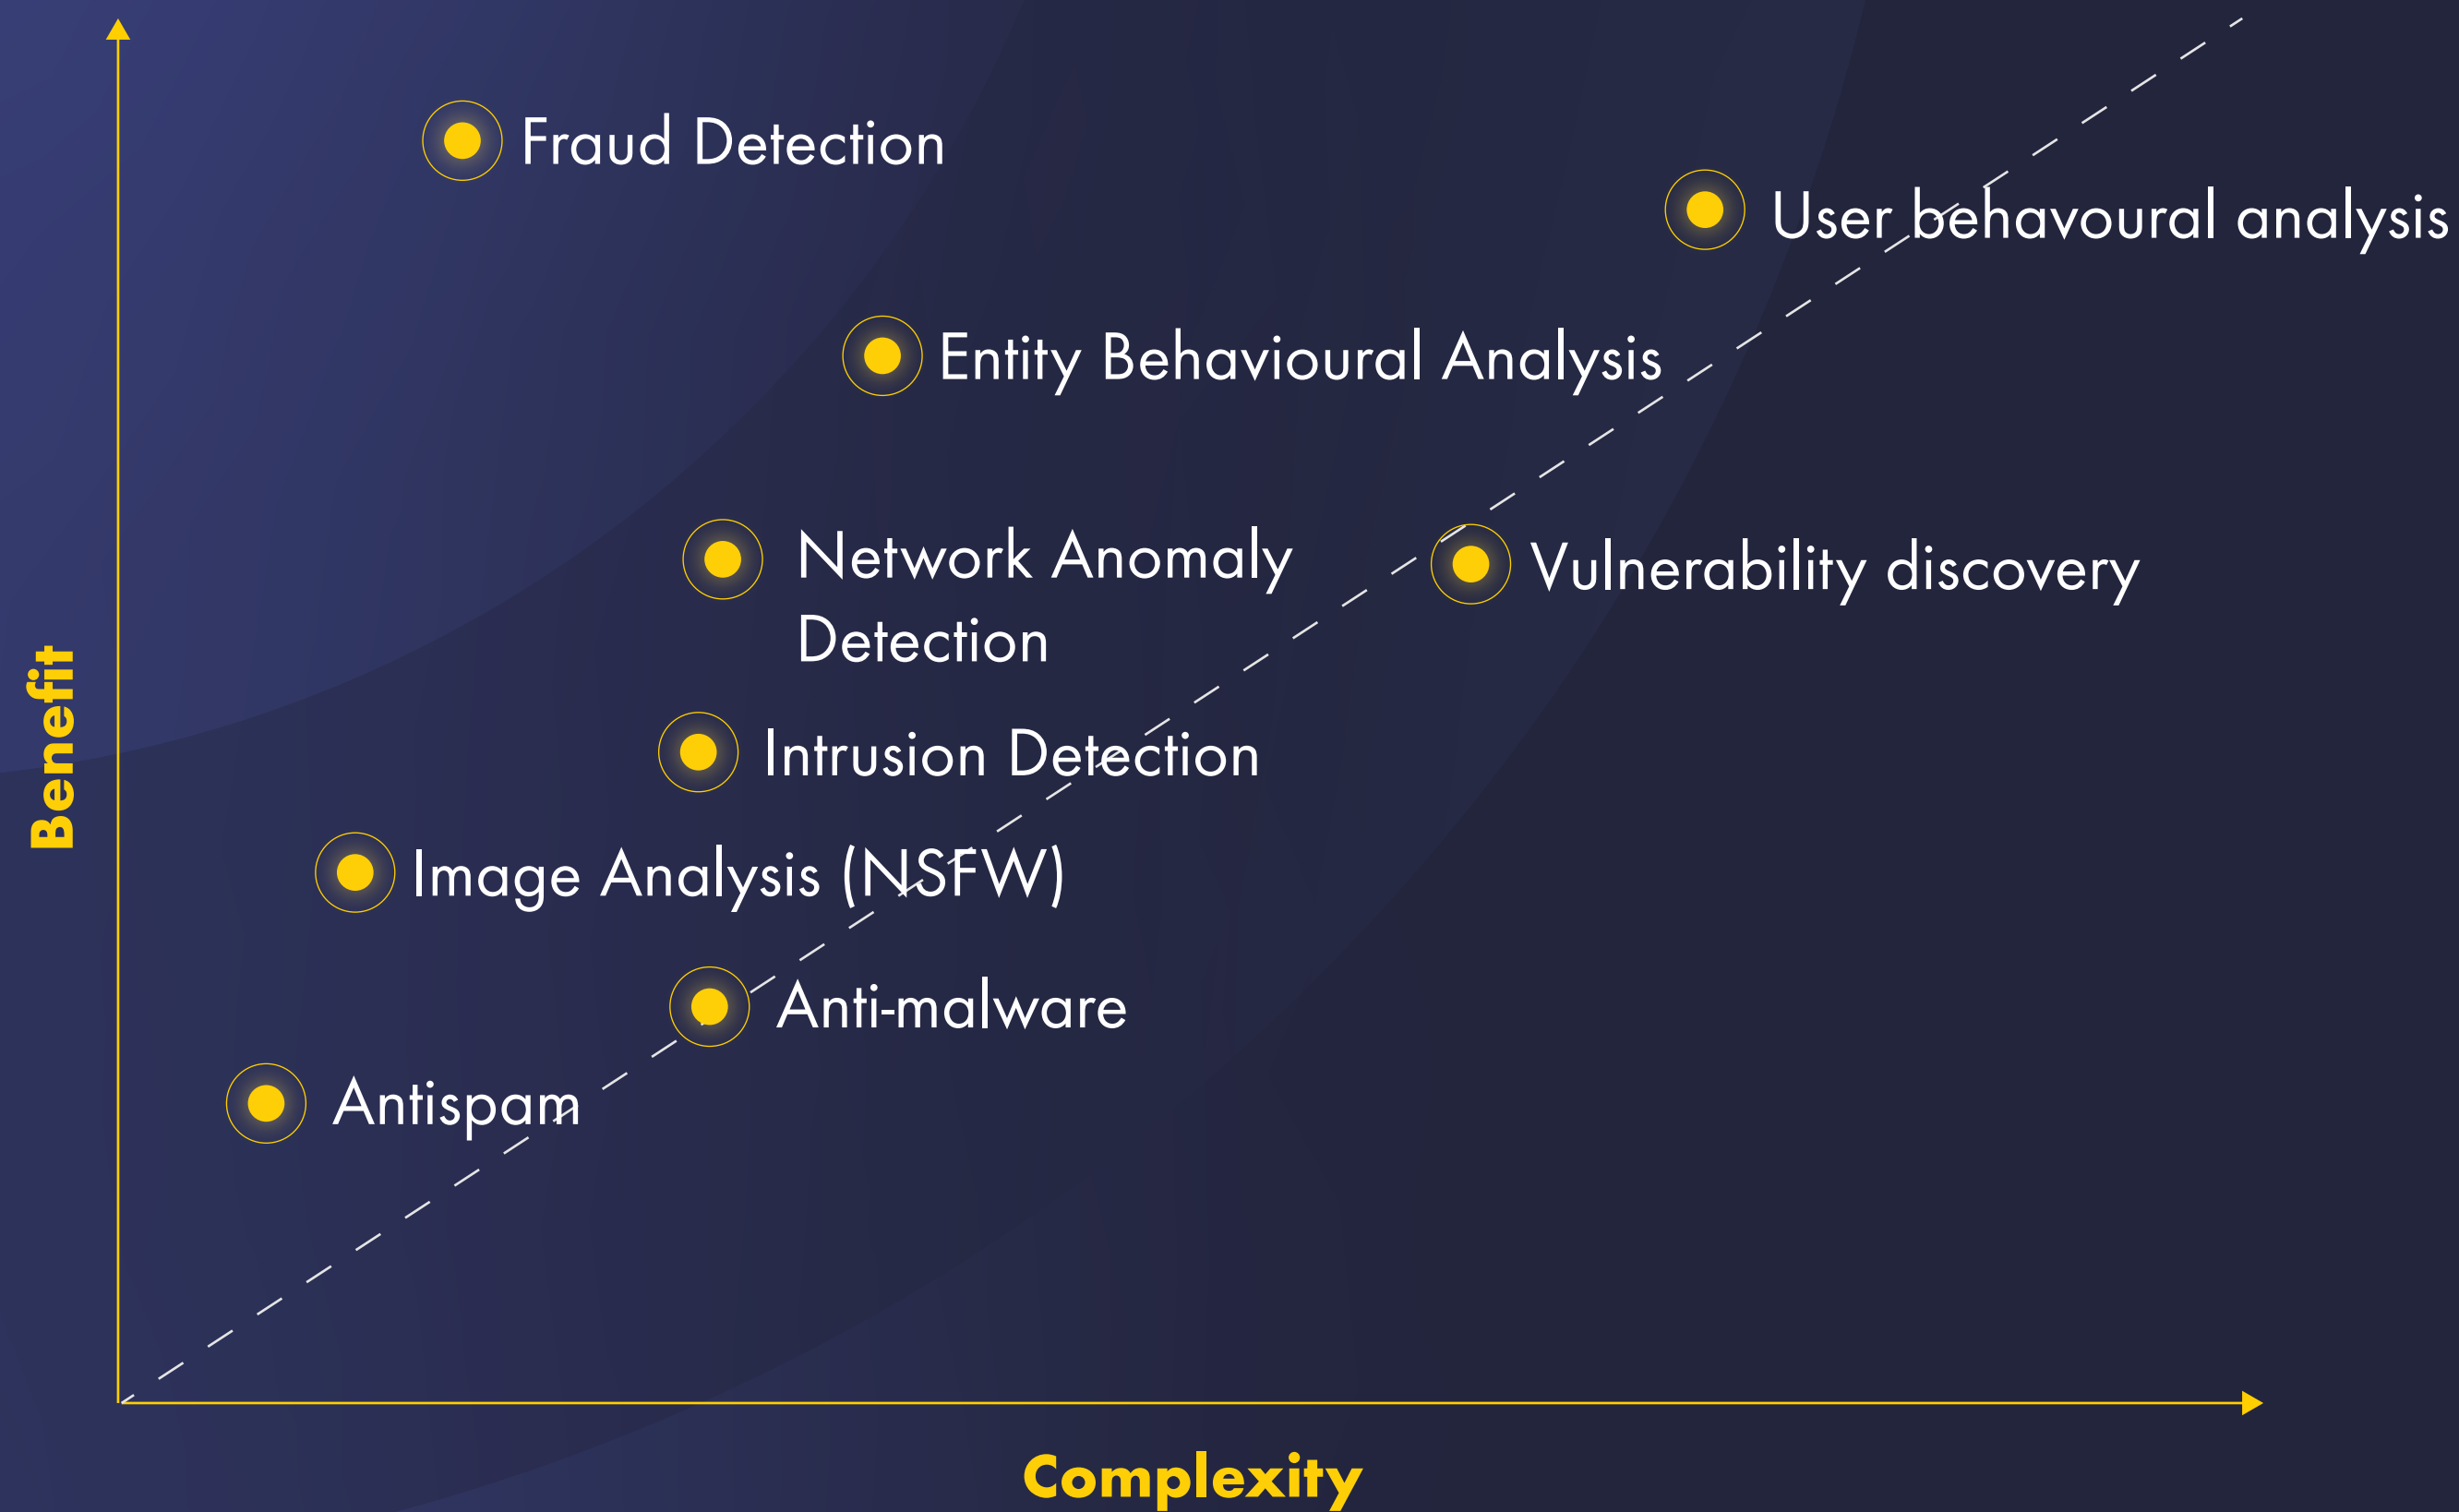 Fraud Detection
User behavoural analysis
Entity Behavioural Analysis
Network Anomaly
Detection
Vulnerability discovery
Benefit
Intrusion Detection
Image Analysis (NSFW)
Anti-malware
Antispam
Complexity